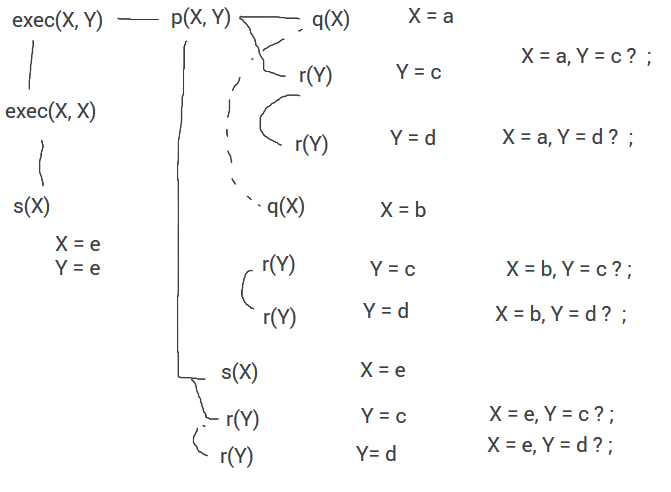 exec(X, Y) p(X, Y) q(X) X = a
r(Y) Y = c X = a, Y = c ? ;
exec(X, X)
r(Y) Y = d X = a, Y = d ? ;
s(X) q(X) X = b
X = e
Y = e
r(Y) Y = c X = b, Y = c ? ;
r(Y) Y = d X = b, Y = d ? ;
s(X) X = e
r(Y) Y = c X = e, Y = c ? ;
r(Y) Y= d X = e, Y = d ? ;